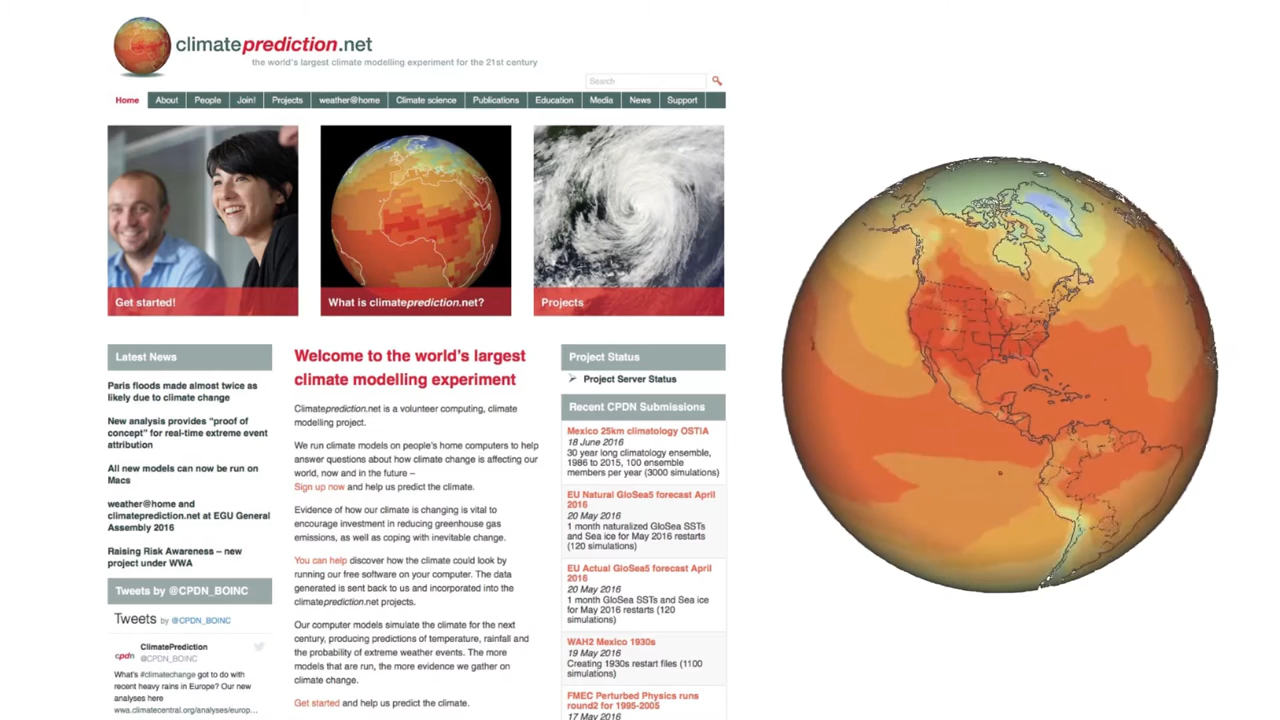 climateprediction.net
the world's largest climate modelling experiment for the 21st century
Search
Home About People Join! Projects weather@home Climate science Publications Education Media News Support
Get started!
What is climateprediction.net?
Projects
Latest News
Paris floods made almost twice as
likely due to climate change
New analysis provides “proof of
concept” for real-time extreme event
attribution
All new models can now be run on
Macs
weather@home and
climateprediction.net at EGU General
Assembly 2016
Raising Risk Awareness – new
project under WWA
Tweets by @CPDN_BOINC
Tweets by @CPDN_BOINC
cpdn
ClimatePrediction
@CPDN_BOINC
What's #climatechange got to do with
recent heavy rains in Europe? Our new
analyses here
www.climatecentral.org/analyses/europ...
Welcome to the world's largest
climate modelling experiment
Climateprediction.net is a volunteer computing, climate
modelling project.
We run climate models on people's home computers to help
answer questions about how climate change is affecting our
world, now and in the future –
Sign up now and help us predict the climate.
Evidence of how our climate is changing is vital to
encourage investment in reducing greenhouse gas
emissions, as well as coping with inevitable change.
You can help discover how the climate could look by
running our free software on your computer. The data
generated is sent back to us and incorporated into the
climateprediction.net projects.
Our computer models simulate the climate for the next
century, producing predictions of temperature, rainfall and
the probability of extreme weather events. The more
models that are run, the more evidence we gather on
climate change.
Get started and help us predict the climate.
Project Status
Project Server Status
Recent CPDN Submissions
Mexico 25km climatology OSTIA
18 June 2016
30 year long climatology ensemble,
1986 to 2015, 100 ensemble
members per year (3000 simulations)
EU Natural GloSea5 forecast April
2016
20 May 2016
1 month naturalized GloSea SSTs
and Sea ice for May 2016 restarts
(120 simulations)
EU Actual GloSea5 forecast April
2016
20 May 2016
1 month GloSea SSTs and Sea ice
for May 2016 restarts (120
simulations)
WAH2 Mexico 1930s
19 May 2016
Creating 1930s restart files (1100
simulations)
FMEC Perturbed Physics runs
round2 for 1995-2005
17 May 2016